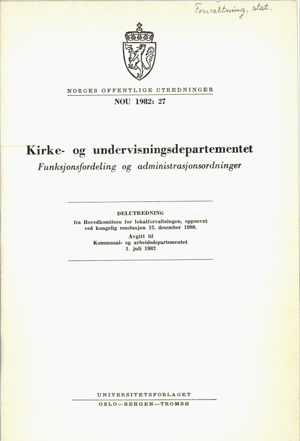 Forvaltning, stat.
NORGES OFFENTLIGE UTREDNINGER
NOU 1982: 27
Kirke- og undervisningsdepartementet
Funksjonsfordeling og administrasjonsordninger
DELUTREDNING
fra Hovedkomiteen for lokalforvaltningen, oppnevnt
ved kongelig resolusjon 12. desember 1980.
Avgitt til
Kommunal- og arbeidsdepartementet
1. juli 1982
UNIVERSITETSFORLAGET
OSLO—BERGEN—TROMSØ